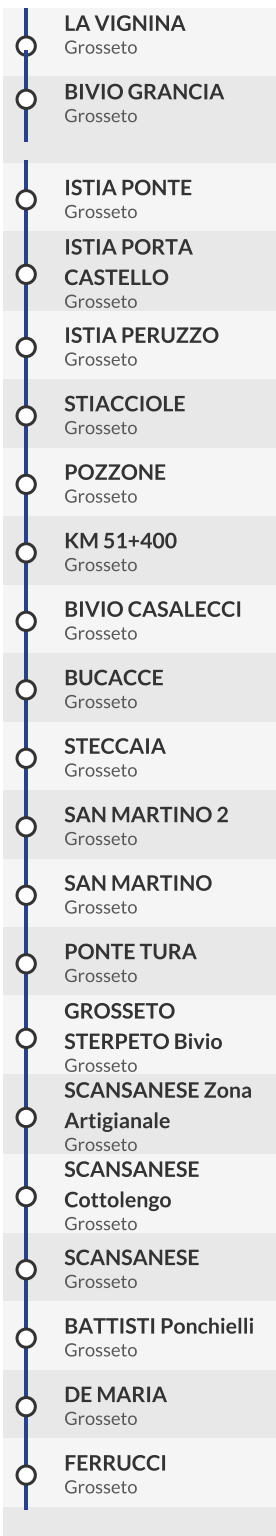 LA VIGNINA
Grosseto
BIVIO GRANCIA
Grosseto
ISTIA PONTE
Grosseto
ISTIA PORTA
CASTELLO
Grosseto
ISTIA PERUZZO
Grosseto
STIACCIOLE
Grosseto
POZZONE
Grosseto
KM 51+400
Grosseto
BIVIO CASALECCI
Grosseto
BUCACCE
Grosseto
STECCAIA
Grosseto
SAN MARTINO 2
Grosseto
SAN MARTINO
Grosseto
PONTE TURA
Grosseto
GROSSETO
STERPETO Bivio
Grosseto
SCANSANESE Zona
Artigianale
Grosseto
SCANSANESE
Cottolengo
Grosseto
SCANSANESE
Grosseto
BATTISTI Ponchielli
Grosseto
DE MARIA
Grosseto
FERRUCCI
Grosseto